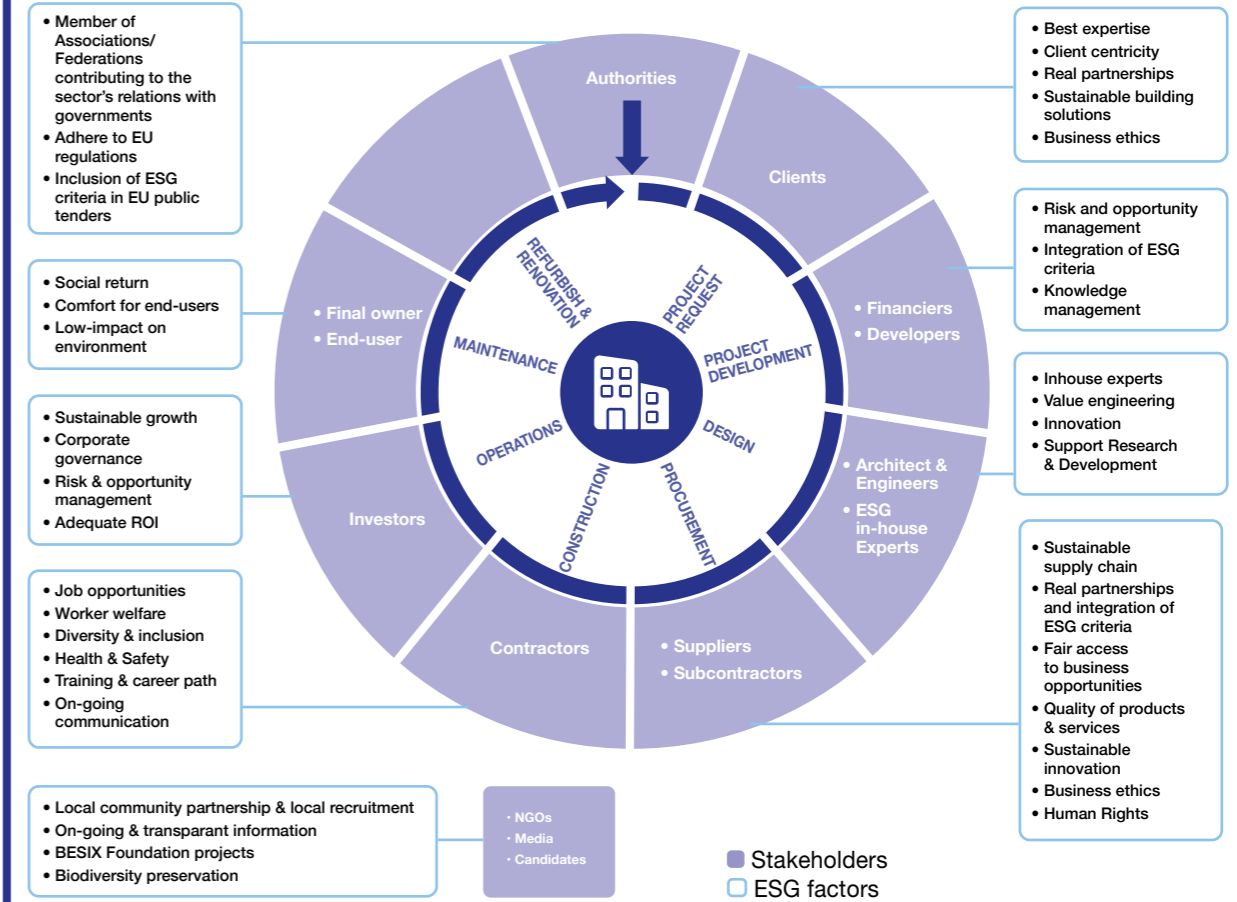 • Member of
Associations/
Federations
contributing to the
sector's relations with
governments
• Adhere to EU
regulations
• Inclusion of ESG
criteria in EU public
tenders
• Social return
• Comfort for end-users
• Low-impact on
environment
• Sustainable growth
• Corporate
governance
• Risk & opportunity
management
• Adequate ROI
• Job opportunities
• Worker welfare
• Diversity & inclusion
• Health & Safety
• Training & career path
• On-going
communication
• Local community partnership & local recruitment
• On-going & transparant information
• BESIX Foundation projects
• Biodiversity preservation
• NGOs
• Media
• Candidates
Authorities
Clients
• Financiers
• Developers
• Architect &
Engineers
• ESG
in-house
Experts
• Suppliers
• Subcontractors
Contractors
Investors
• Final owner
• End-user
PROJECT
REQUEST
PROJECT
DEVELOPMENT
DESIGN
PROCUREMENT
CONSTRUCTION
OPERATIONS
MAINTENANCE
REFURBISH &
RENOVATION
• Best expertise
• Client centricity
• Real partnerships
• Sustainable building
solutions
• Business ethics
• Risk and opportunity
management
• Integration of ESG
criteria
• Knowledge
management
• Inhouse experts
• Value engineering
• Innovation
• Support Research
& Development
• Sustainable
supply chain
• Real partnerships
and integration of
ESG criteria
• Fair access
to business
opportunities
• Quality of products
& services
• Sustainable
innovation
• Business ethics
• Human Rights
Stakeholders
ESG factors